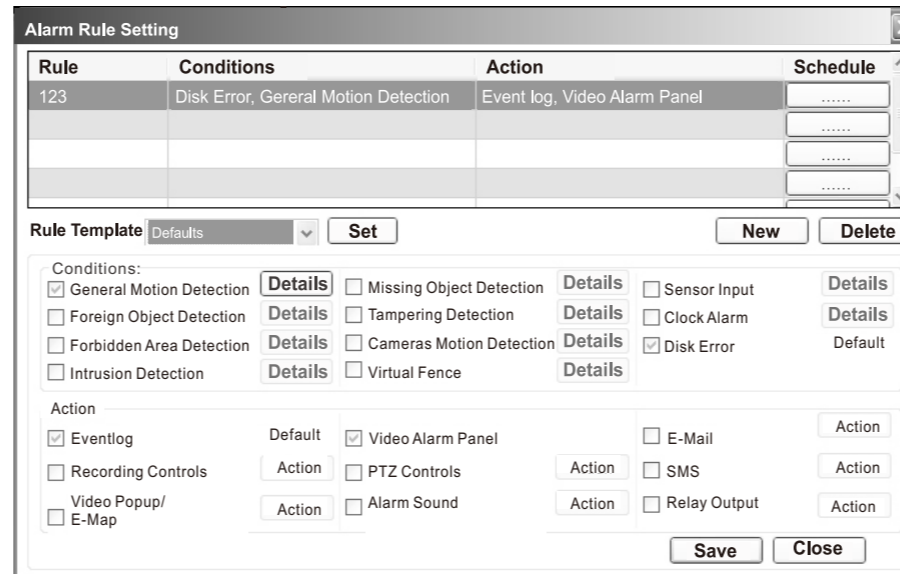 Alarm Rule Setting
Rule Conditions Action Schedule
123 Disk Error, Gereral Motion Detection Event log, Video Alarm Panel ......
......
......
......
Rule Template Defaults Set New Delete
Conditions:
General Motion Detection Details Missing Object Detection Details Sensor Input Details
Foreign Object Detection Details Tampering Detection Details Clock Alarm Details
Forbidden Area Detection Details Cameras Motion Detection Details Disk Error Default
Intrusion Detection Details Virtual Fence Details
Action
Eventlog Default Video Alarm Panel E-Mail Action
Recording Controls Action PTZ Controls Action SMS Action
Video Popup/
E-Map Action Alarm Sound Action Relay Output Action
Save Close